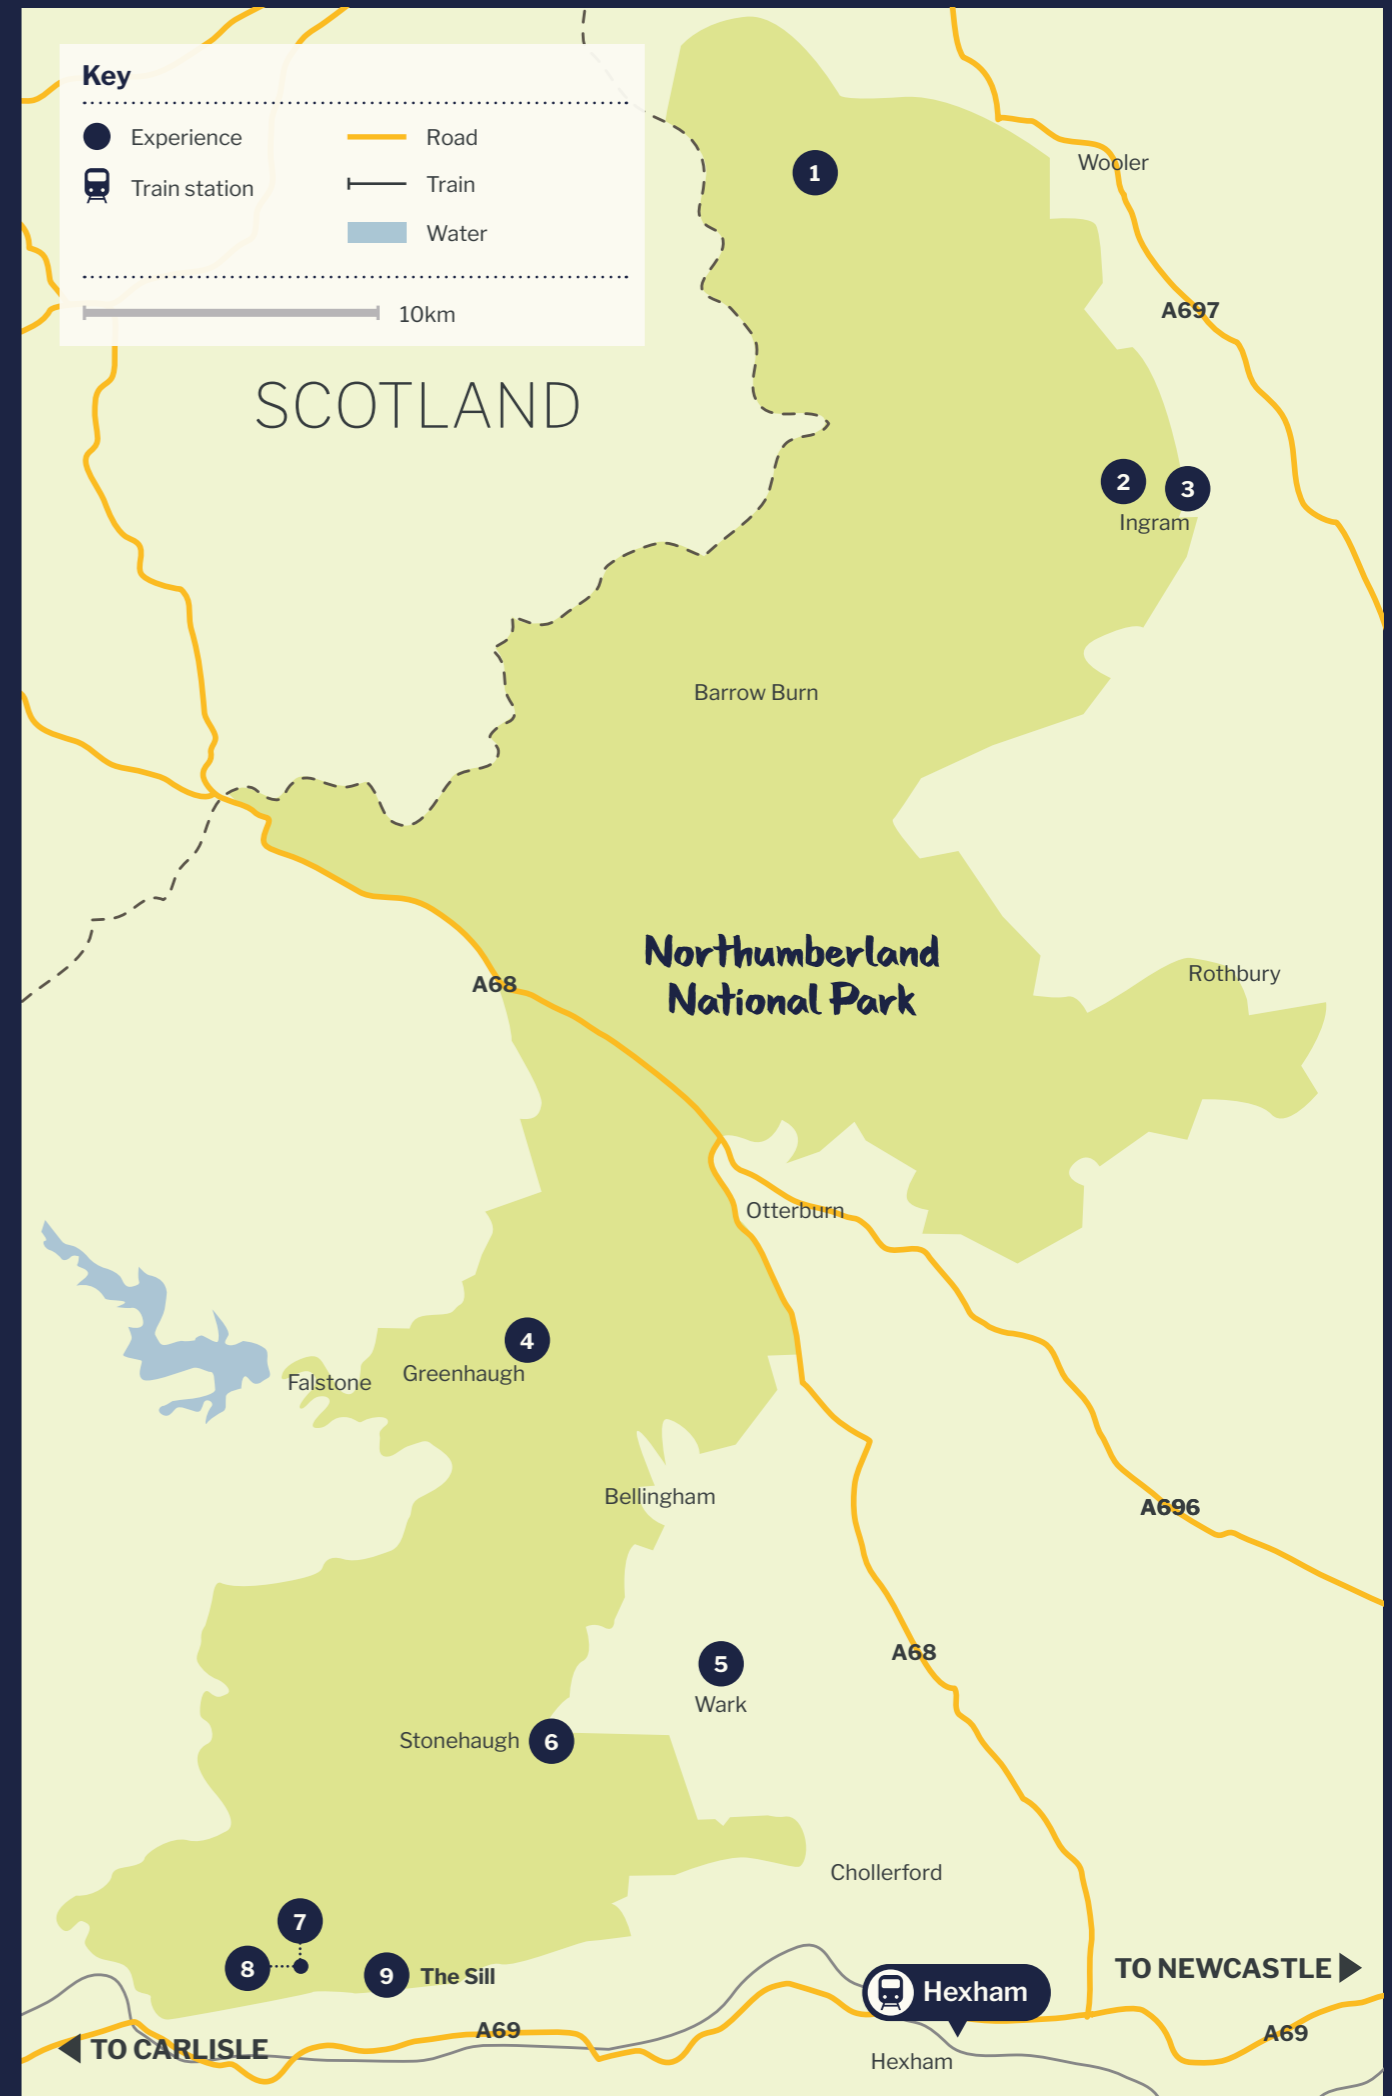 Key
Experience
Road
Train station
Train
Water
10km
SCOTLAND
1
Wooler
A697
2
3
Ingram
Barrow Burn
Northumberland
National Park
Rothbury
A68
Otterburn
4
Greenhaugh
Falstone
Bellingham
A696
A68
5
Wark
Stonehaugh
6
Chollerford
7
8
9
The Sill
TO NEWCASTLE
Hexham
A69
A69
TO CARLISLE
Hexham